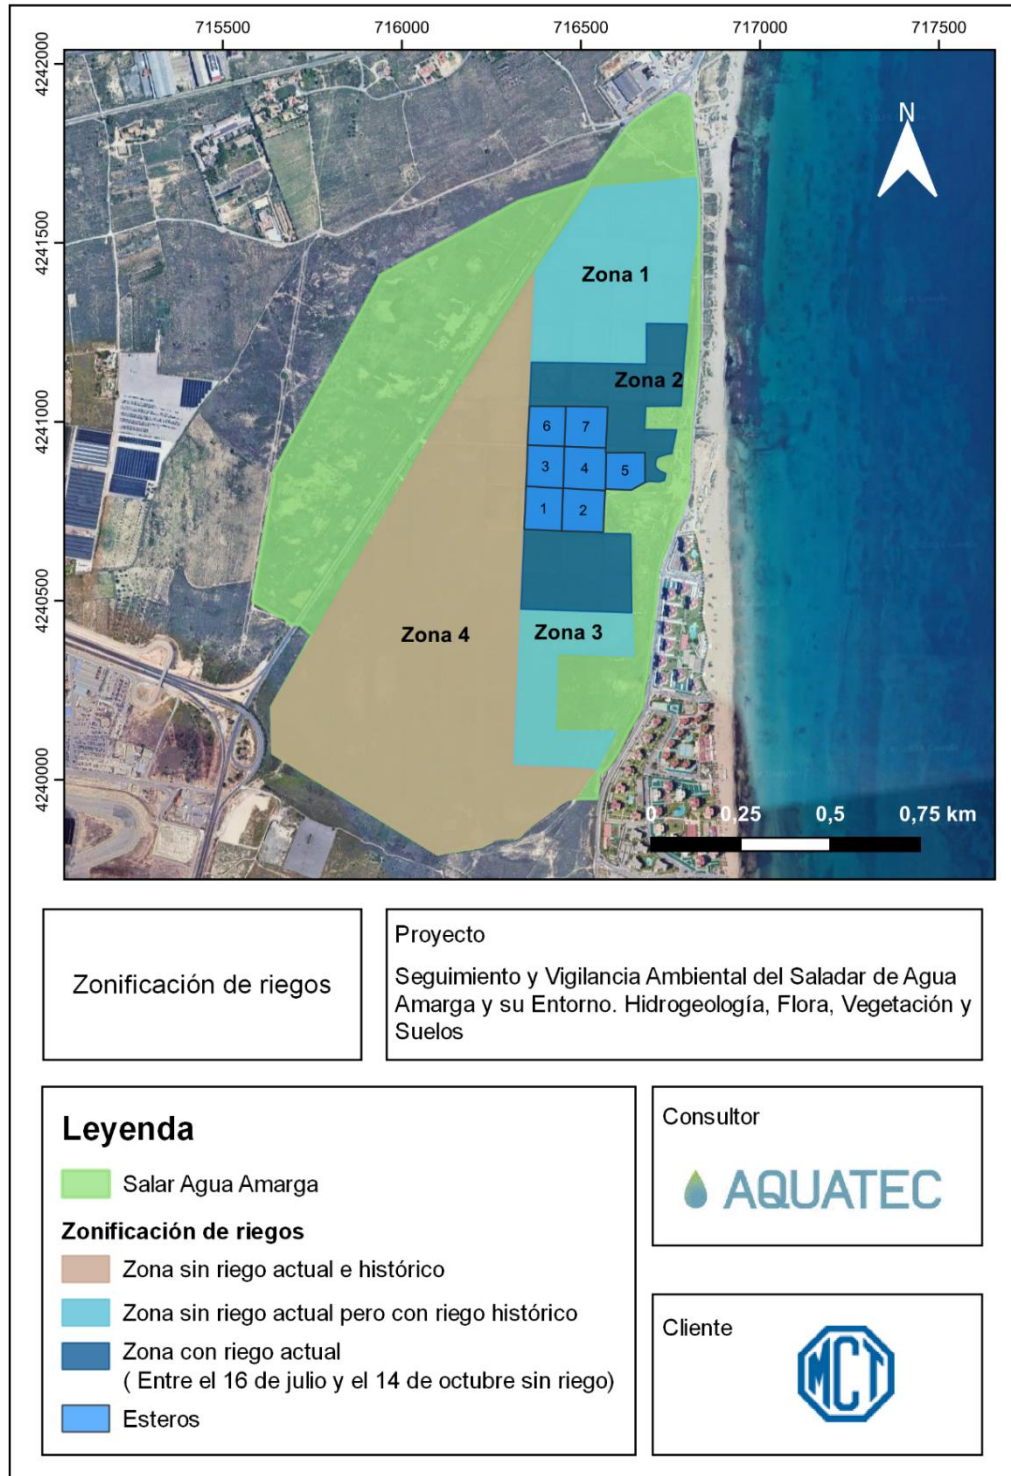 715500 716000 716500 717000 717500
4242000
4241500
4241000
4240500
4240000
N
Zona 1
Zona 2
6 7
3 4 5
1 2
Zona 3
Zona 4
0 0,25 0,5 0,75 km
Zonificación de riegos
Proyecto
Seguimiento y Vigilancia Ambiental del Saladar de Agua
Amarga y su Entorno. Hidrogeología, Flora, Vegetación y
Suelos
Leyenda
Salar Agua Amarga
Zonificación de riegos
Zona sin riego actual e histórico
Zona sin riego actual pero con riego histórico
Zona con riego actual
( Entre el 16 de julio y el 14 de octubre sin riego)
Esteros
Consultor
AQUATEC
Cliente
MCT